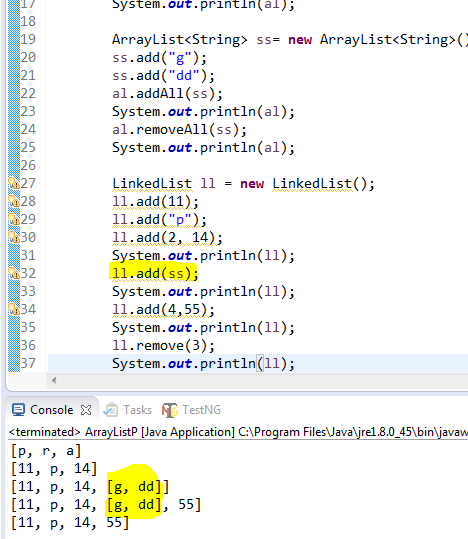 17 System.out.println(al);
18
19 ArrayList<String> ss= new ArrayList<String>()
20 ss.add("g");
21 ss.add("dd");
22 al.addAll(ss);
23 System.out.println(al);
24 al.removeAll(ss);
25 System.out.println(al);
26
27 LinkedList ll = new LinkedList();
28 ll.add(11);
29 ll.add("p");
30 ll.add(2, 14);
31 System.out.println(ll);
32 ll.add(ss);
33 System.out.println(ll);
34 ll.add(4,55);
35 System.out.println(ll);
36 ll.remove(3);
37 System.out.println(ll);
Console Tasks TestNG
<terminated> ArrayListP [Java Application] C:\Program Files\Java\jre1.8.0_45\bin\javaw
[p, r, a]
[11, p, 14]
[11, p, 14, [g, dd]]
[11, p, 14, [g, dd], 55]
[11, p, 14, 55]